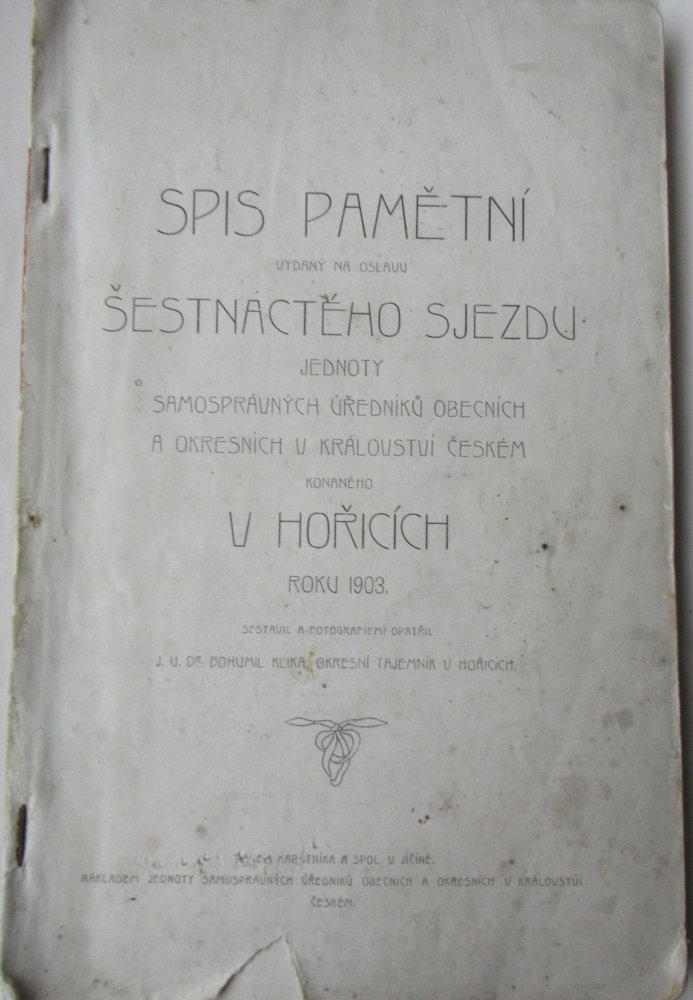 SPIS PAMĚTNÍ
VYDANÝ NA OSLAVU
ŠESTNÁCTÉHO SJEZDU
JEDNOTY
SAMOSPRÁVNÝCH ÚŘEDNÍKŮ OBECNÍCH
A OKRESNÍCH V KRÁLOVSTVÍ ČESKÉM
KONANÉHO
V HOŘICÍCH
ROKU 1903.
SESTAVIL A FOTOGRAFIEMI OPATŘIL
J. U. DR. BOHUMIL KLIKA, OKRESNÍ TAJEMNÍK V HOŘICÍCH.
A SPOL. V JIČÍNĚ.
NÁKLADEM JEDNOTY SAMOSPRÁVNÝCH ÚŘEDNÍKŮ OBECNÍCH A OKRESNÍCH V KRÁLOVSTVÍ
ČESKÉM.